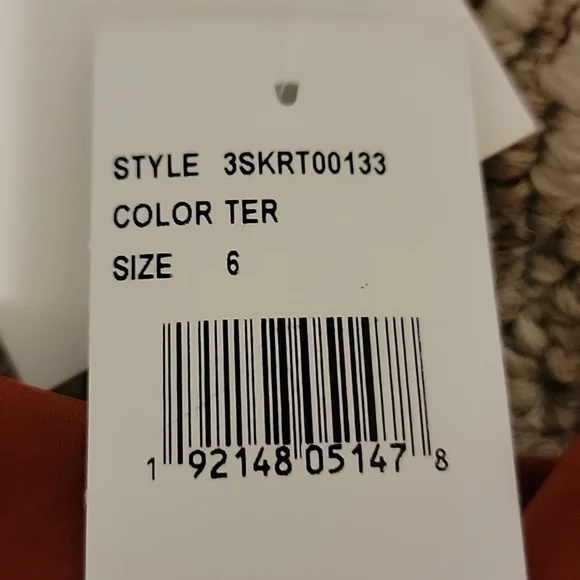 STYLE 3SKRT00133
COLOR TER
SIZE 6
1 92148 05147 8